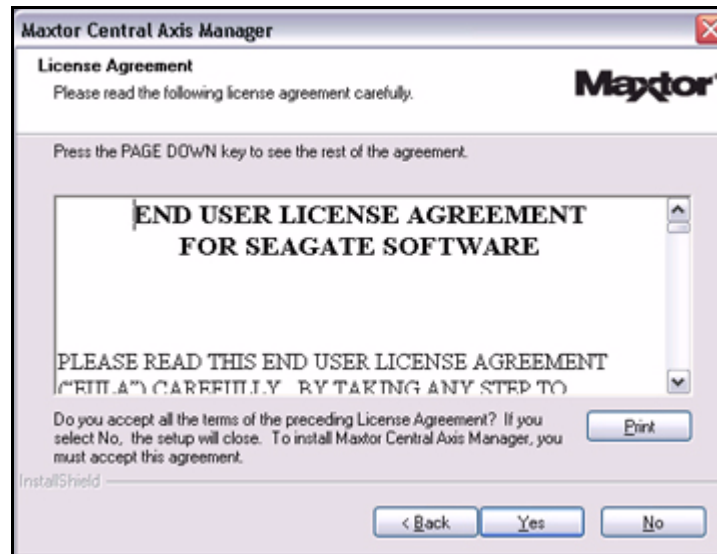 Maxtor Central Axis Manager
License Agreement
Please read the following license agreement carefully.
Maxtor
Press the PAGE DOWN key to see the rest of the agreement.
END USER LICENSE AGREEMENT
FOR SEAGATE SOFTWARE
PLEASE READ THIS END USER LICENSE AGREEMENT
("EULA") CAREFULLY. BY TAKING ANY STEP TO
Do you accept all the terms of the preceding License Agreement? If you
select No, the setup will close. To install Maxtor Central Axis Manager, you
must accept this agreement.
Print
InstallShield
< Back
Yes
No